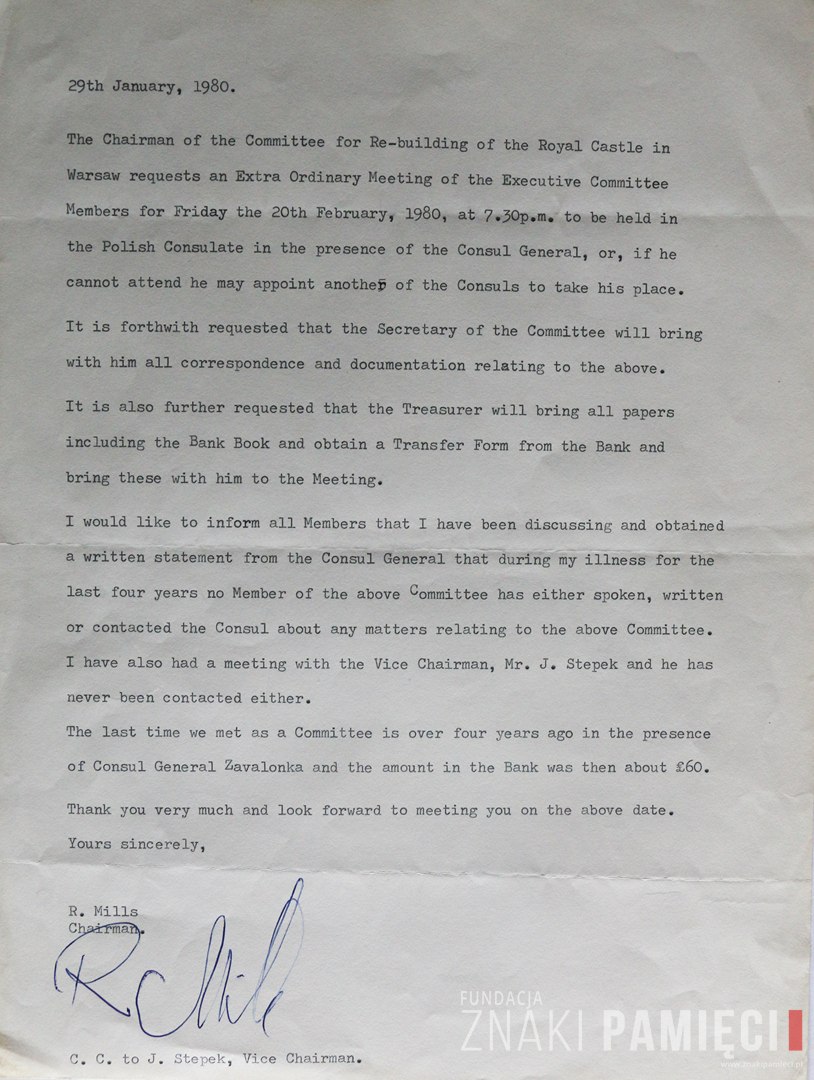 29th January, 1980.
The Chairman of the Committee for Re-building of the Royal Castle in
Warsaw requests an Extra Ordinary Meeting of the Executive Committee
Members for Friday the 20th February, 1980, at 7.30p.m. to be held in
the Polish Consulate in the presence of the Consul General, or, if he
cannot attend he may appoint another of the Consuls to take his place.
It is forthwith requested that the Secretary of the Committee will bring
with him all correspondence and documentation relating to the above.
It is also further requested that the Treasurer will bring all papers
including the Bank Book and obtain a Transfer Form from the Bank and
bring these with him to the Meeting.
I would like to inform all Members that I have been discussing and obtained
a written statement from the Consul General that during my illness for the
last four years no Member of the above Committee has either spoken, written
or contacted the Consul about any matters relating to the above Committee.
I have also had a meeting with the Vice Chairman, Mr. J. Stepek and he has
never been contacted either.
The last time we met as a Committee is over four years ago in the presence
of Consul General Zavalonka and the amount in the Bank was then about £60.
Thank you very much and look forward to meeting you on the above date.
Yours sincerely,
R. Mills
Chairman.
R Mills
C. C. to J. Stepek, Vice Chairman.
FUNDACJA
ZNAKI PAMIĘCI
www.znakipamieci.pl